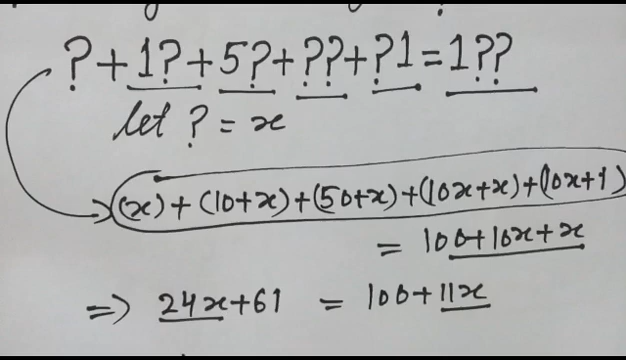 ? + 1? + 5? + ?? + ?1 = 1??
let ? = x
(x) + (10+x) + (50+x) + (10x+x) + (10x+1)
= 100+10x+x
=> 24x+61 = 100+11x